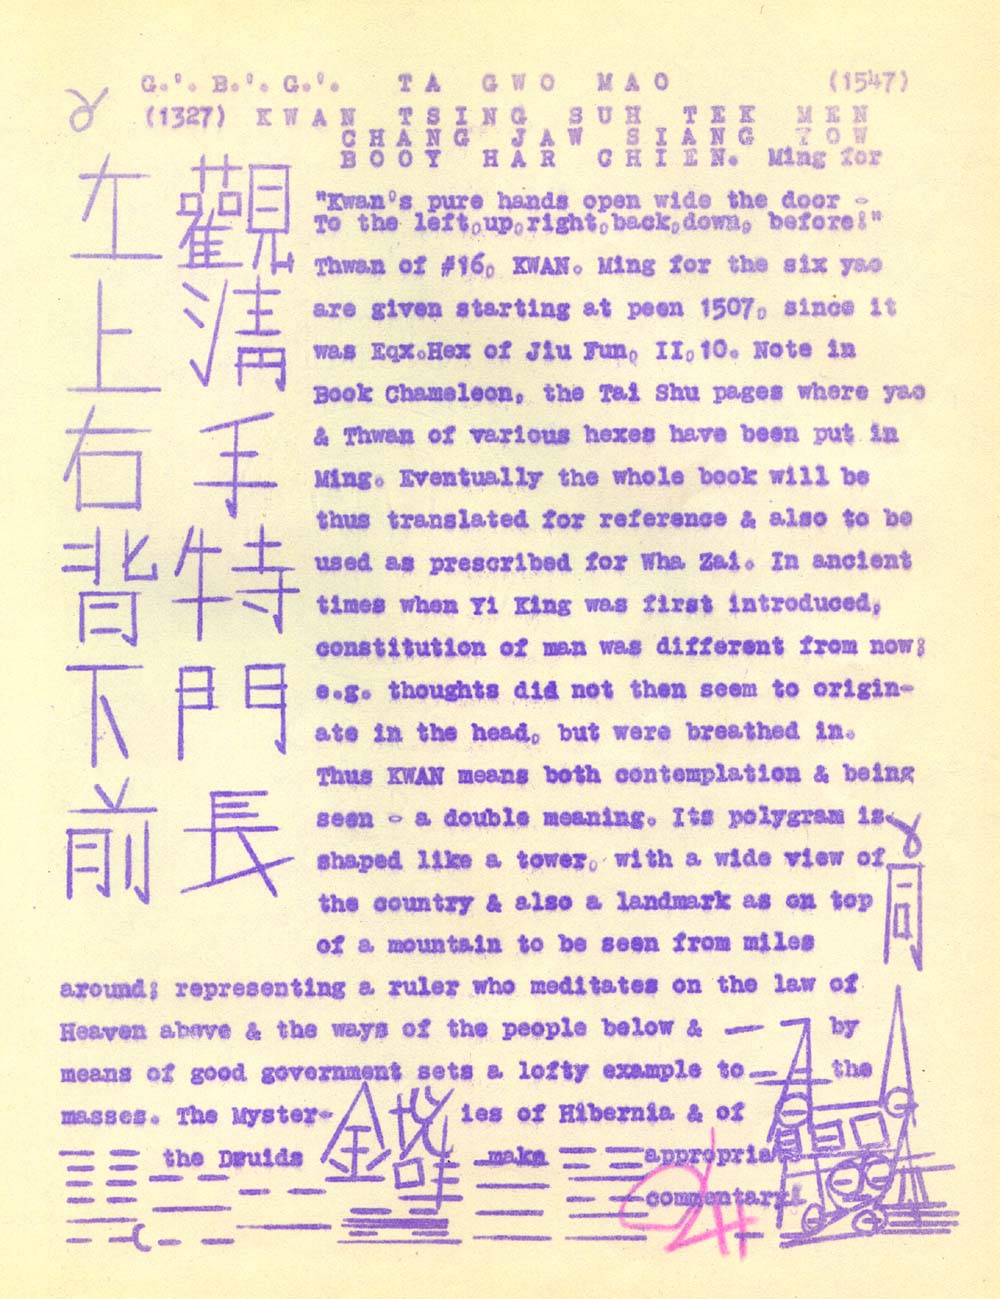 G.'. B.'. G.'. TA GWO MAO (1547)
(1327) KWAN TSING SUH TEK MEN
CHANG JAW SIANG YOW
BOOY HAR CHIEN. Ming for
"Kwan's pure hands open wide the door -
To the left,up,right,back,down, before!"
Thwan of #16, KWAN. Ming for the six yao
are given starting at peen 1507, since it
was Eqx.Hex of Jiu Fun, II,10. Note in
Book Chameleon, the Tai Shu pages where yao
& Thwan of various hexes have been put in
Ming. Eventually the whole book will be
thus translated for reference & also to be
used as prescribed for Wha Zai. In ancient
times when Yi King was first introduced,
constitution of man was different from now;
e.g. thoughts did not then seem to origin-
ate in the head, but were breathed in.
Thus KWAN means both contemplation & being
seen - a double meaning. Its polygram is
shaped like a tower, with a wide view of
the country & also a landmark as on top
of a mountain to be seen from miles
around; representing a ruler who meditates on the law of
Heaven above & the ways of the people below & by
means of good government sets a lofty example to the
masses. The Myster- ies of Hibernia & of
the Druids make appropriate
commentary.
觀清手特門長
左上右背下前